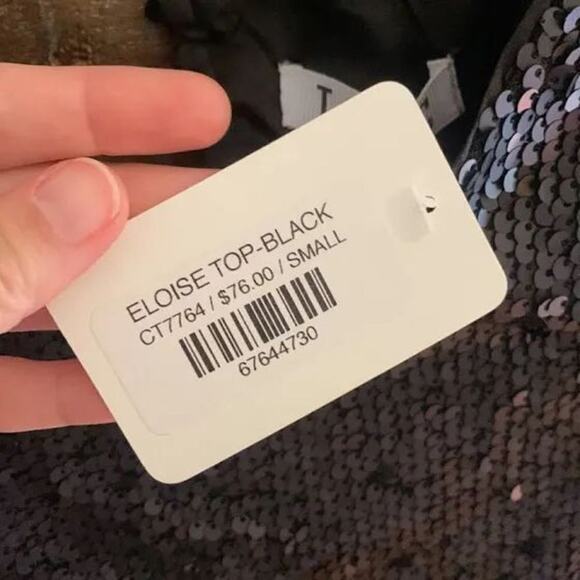 T
ELOISE TOP-BLACK
CT7764 / $76.00 / SMALL
67644730